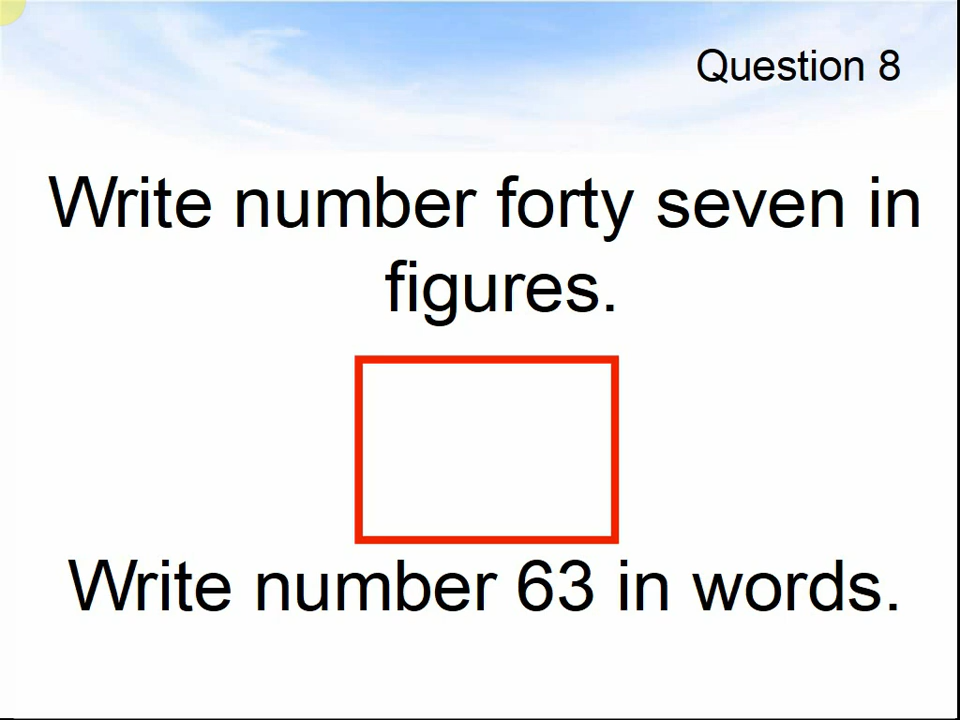 Question 8
Write number forty seven in
figures.
Write number 63 in words.